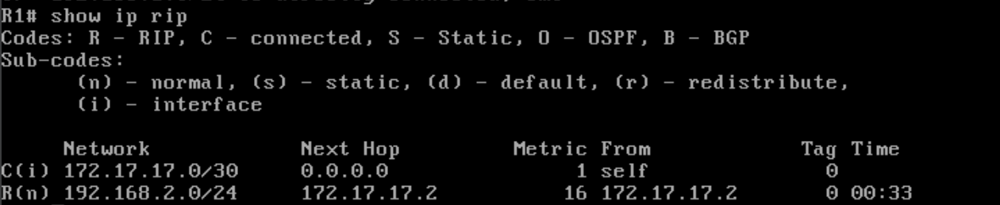 R1# show ip rip
Codes: R - RIP, C - connected, S - Static, O - OSPF, B - BGP
Sub-codes:
      (n) - normal, (s) - static, (d) - default, (r) - redistribute,
      (i) - interface
     Network            Next Hop         Metric From            Tag Time
C(i) 172.17.17.0/30     0.0.0.0               1 self              0
R(n) 192.168.2.0/24     172.17.17.2          16 172.17.17.2       0 00:33